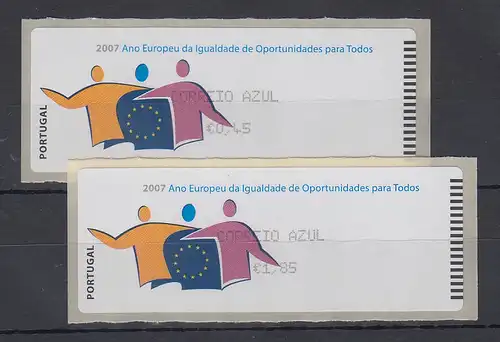 2007 Ano Europeu da Igualdade de Oportunidades para Todos
CORREIO AZUL
€0,45
PORTUGAL
2007 Ano Europeu da Igualdade de Oportunidades para Todos
CORREIO AZUL
€1,85
PORTUGAL